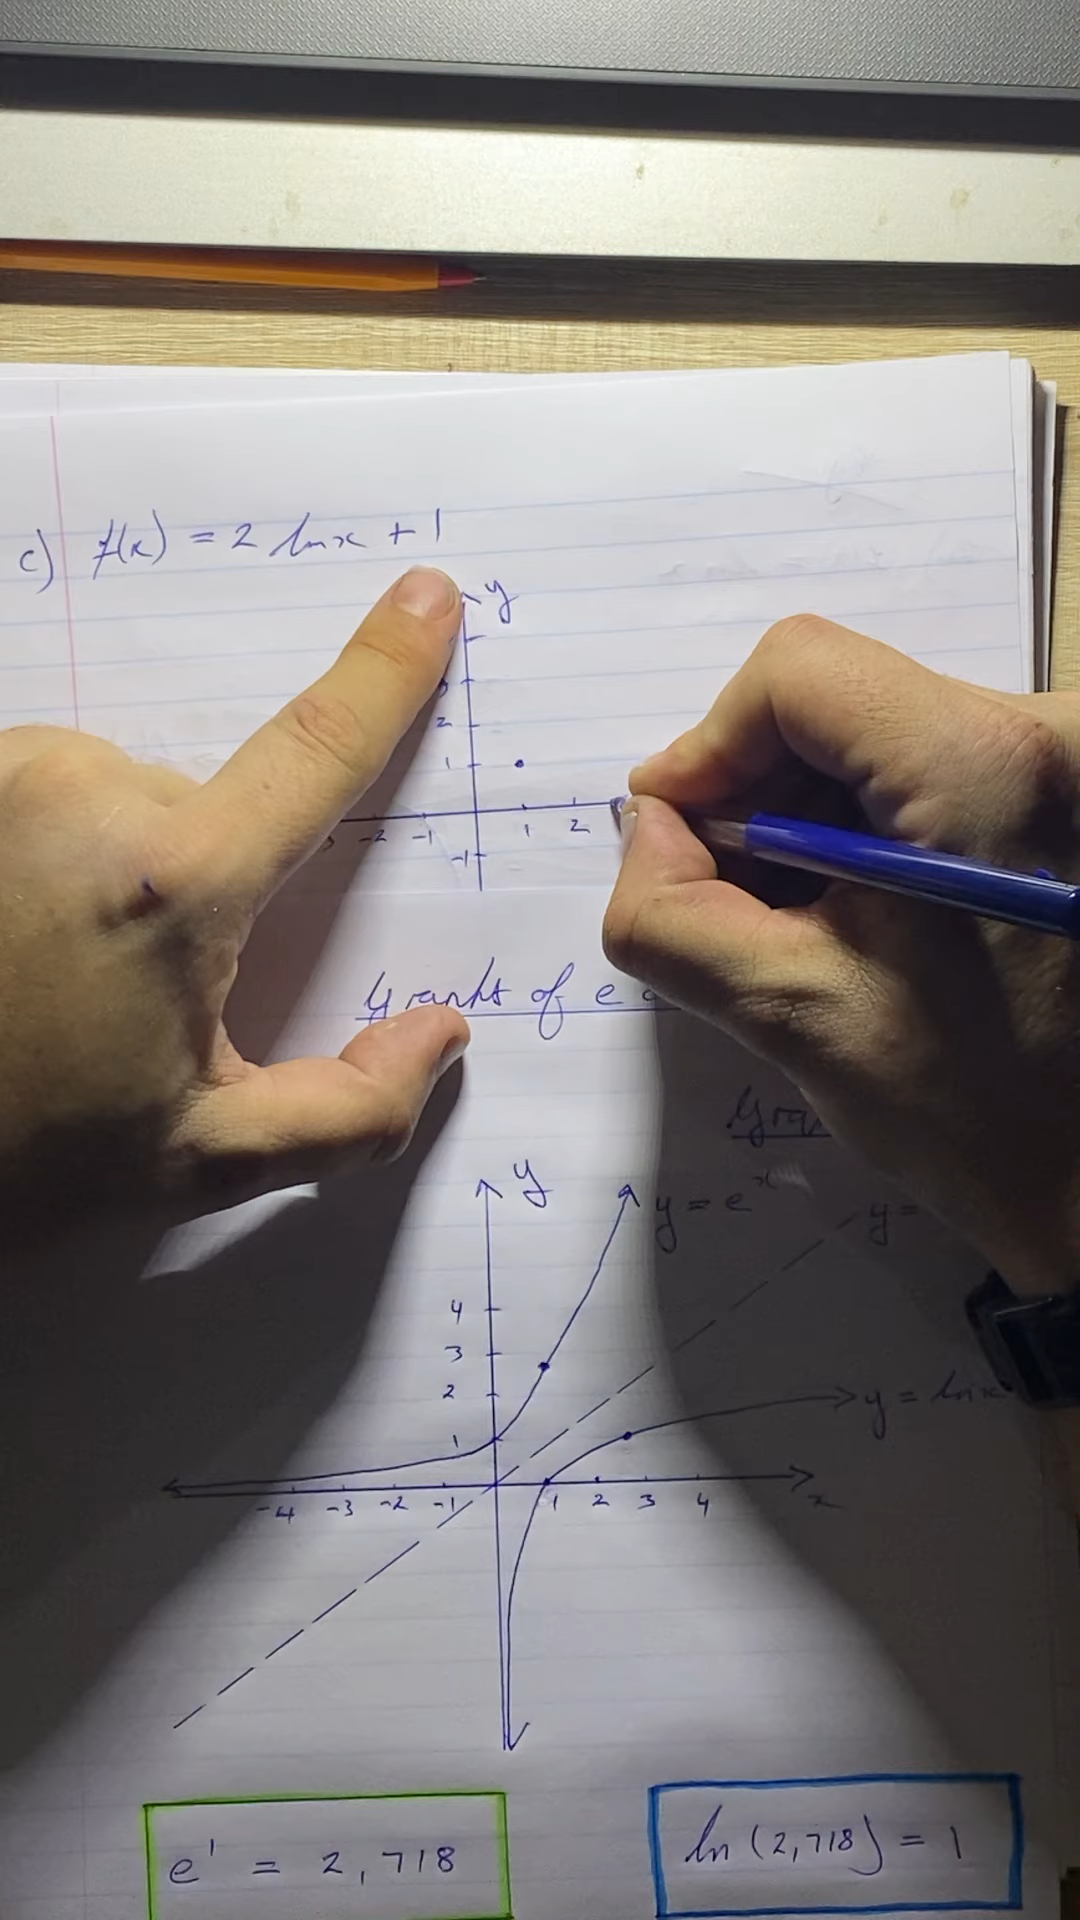 c) f(x) = 2 ln x + 1
y
2
1
-2 -1 1 2
-1
Graphs of e
y
y = e^x
y =
4
3
2
y = ln x
1
-4 -3 -2 -1 1 2 3 4
x
e^1 = 2,718
ln (2,718) = 1